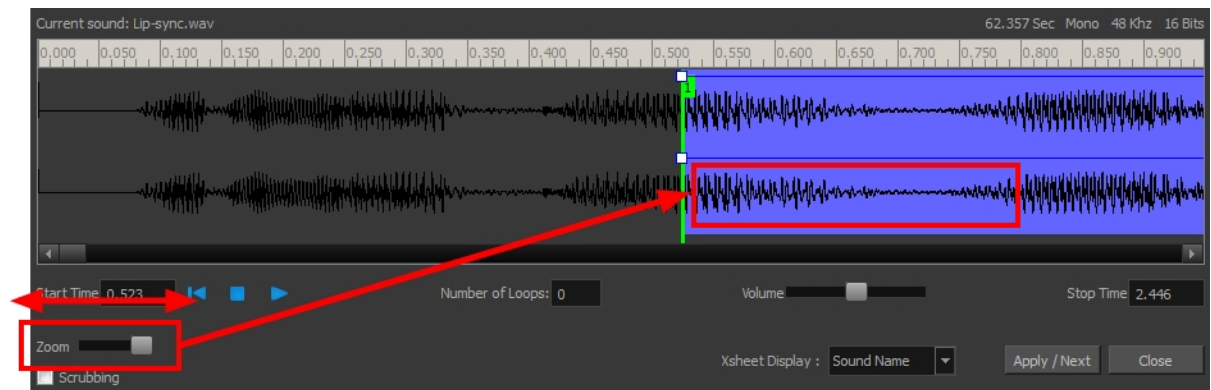 Current sound: Lip-sync.wav 62.357 Sec Mono 48 Khz 16 Bits
0.000 0.050 0.100 0.150 0.200 0.250 0.300 0.350 0.400 0.450 0.500 0.550 0.600 0.650 0.700 0.750 0.800 0.850 0.900
1
Start Time 0.523 Number of Loops: 0 Volume Stop Time 2.446
Zoom
Xsheet Display : Sound Name Apply / Next Close
Scrubbing